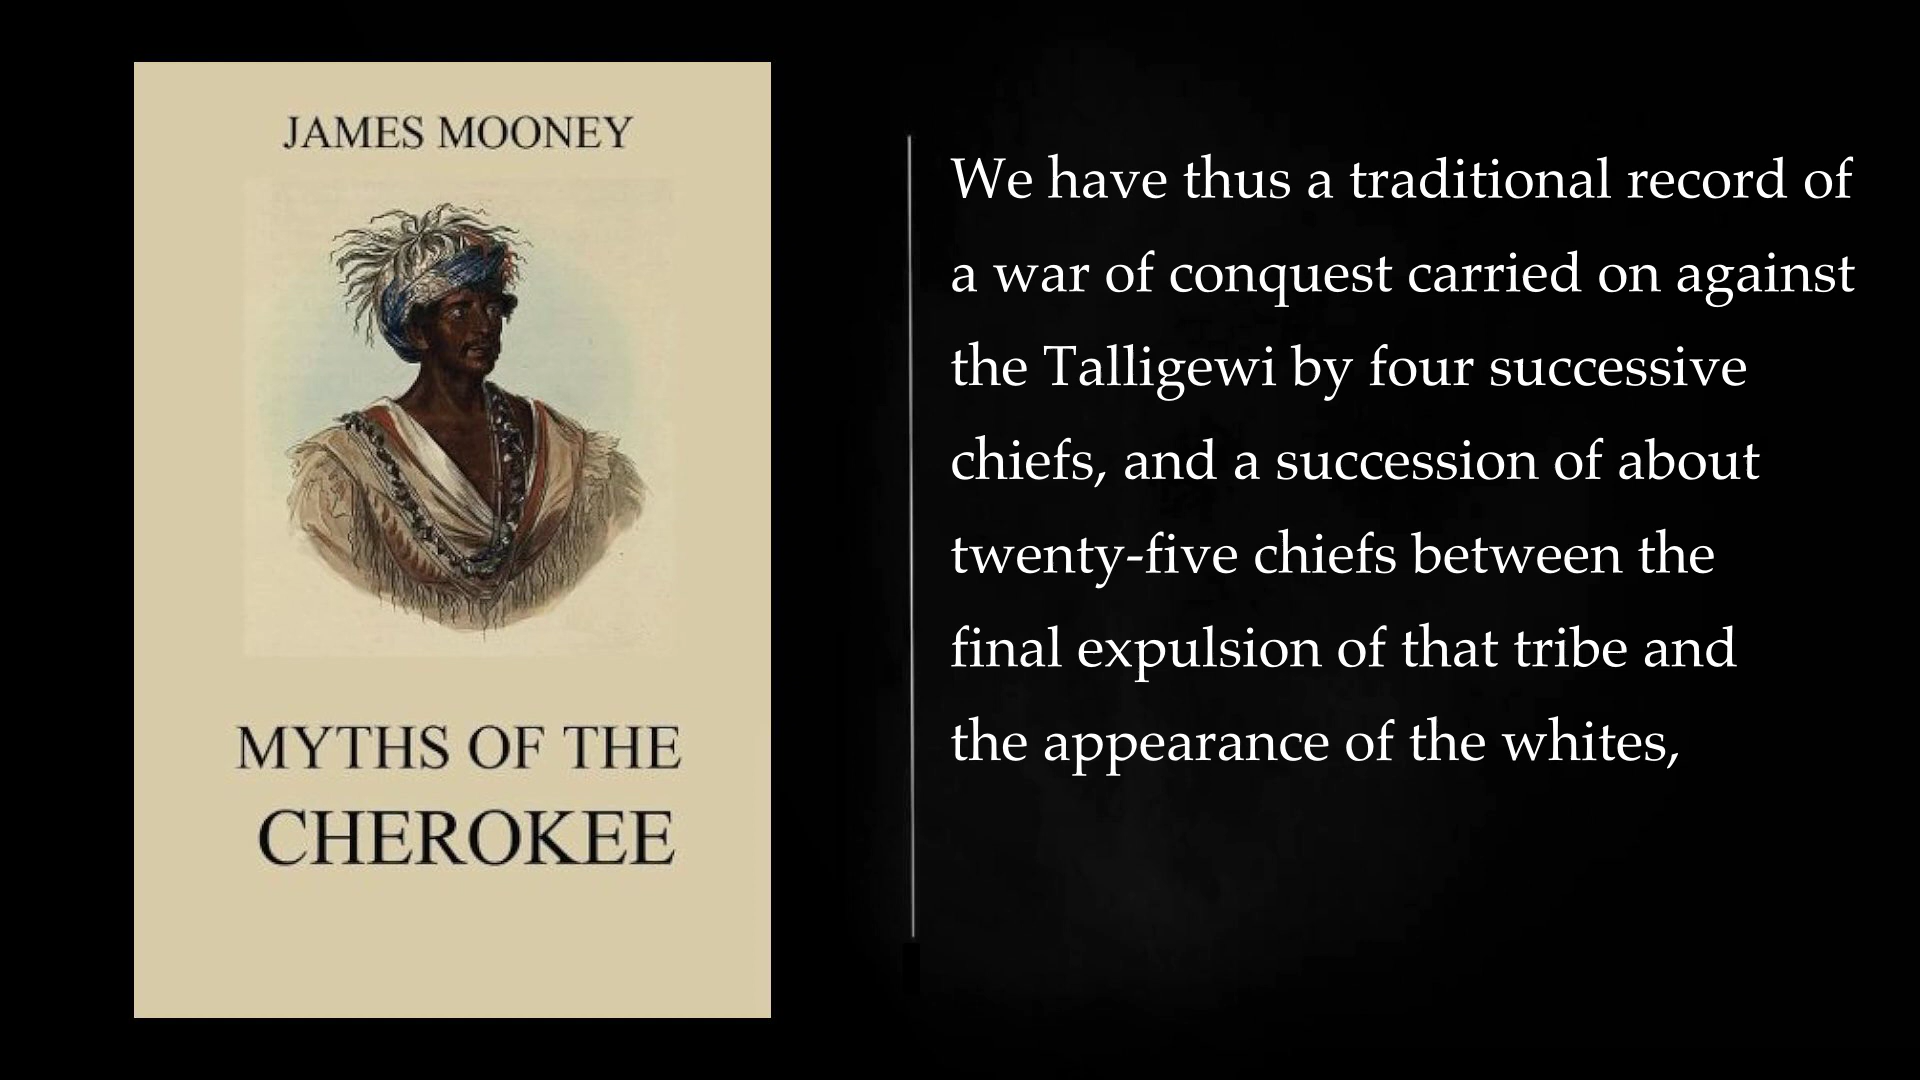 JAMES MOONEY
MYTHS OF THE
CHEROKEE
We have thus a traditional record of
a war of conquest carried on against
the Talligewi by four successive
chiefs, and a succession of about
twenty-five chiefs between the
final expulsion of that tribe and
the appearance of the whites,